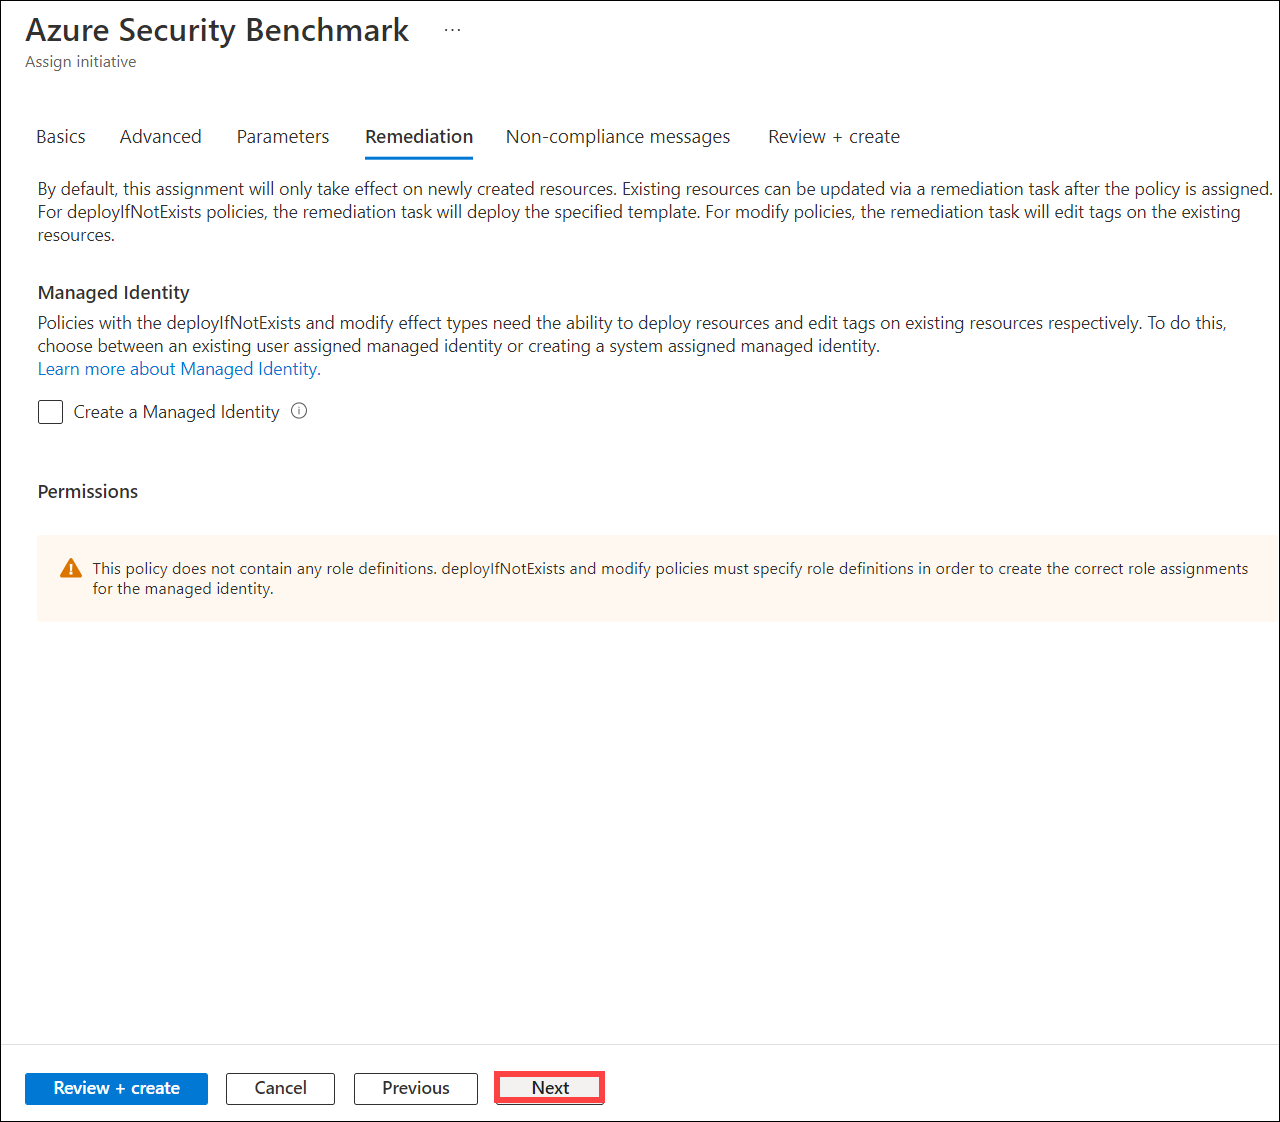 Azure Security Benchmark ...
Assign initiative
Basics Advanced Parameters Remediation Non-compliance messages Review + create
By default, this assignment will only take effect on newly created resources. Existing resources can be updated via a remediation task after the policy is assigned.
For deployIfNotExists policies, the remediation task will deploy the specified template. For modify policies, the remediation task will edit tags on the existing
resources.
Managed Identity
Policies with the deployIfNotExists and modify effect types need the ability to deploy resources and edit tags on existing resources respectively. To do this,
choose between an existing user assigned managed identity or creating a system assigned managed identity.
Learn more about Managed Identity.
Create a Managed Identity
Permissions
This policy does not contain any role definitions. deployIfNotExists and modify policies must specify role definitions in order to create the correct role assignments
for the managed identity.
Review + create Cancel Previous Next